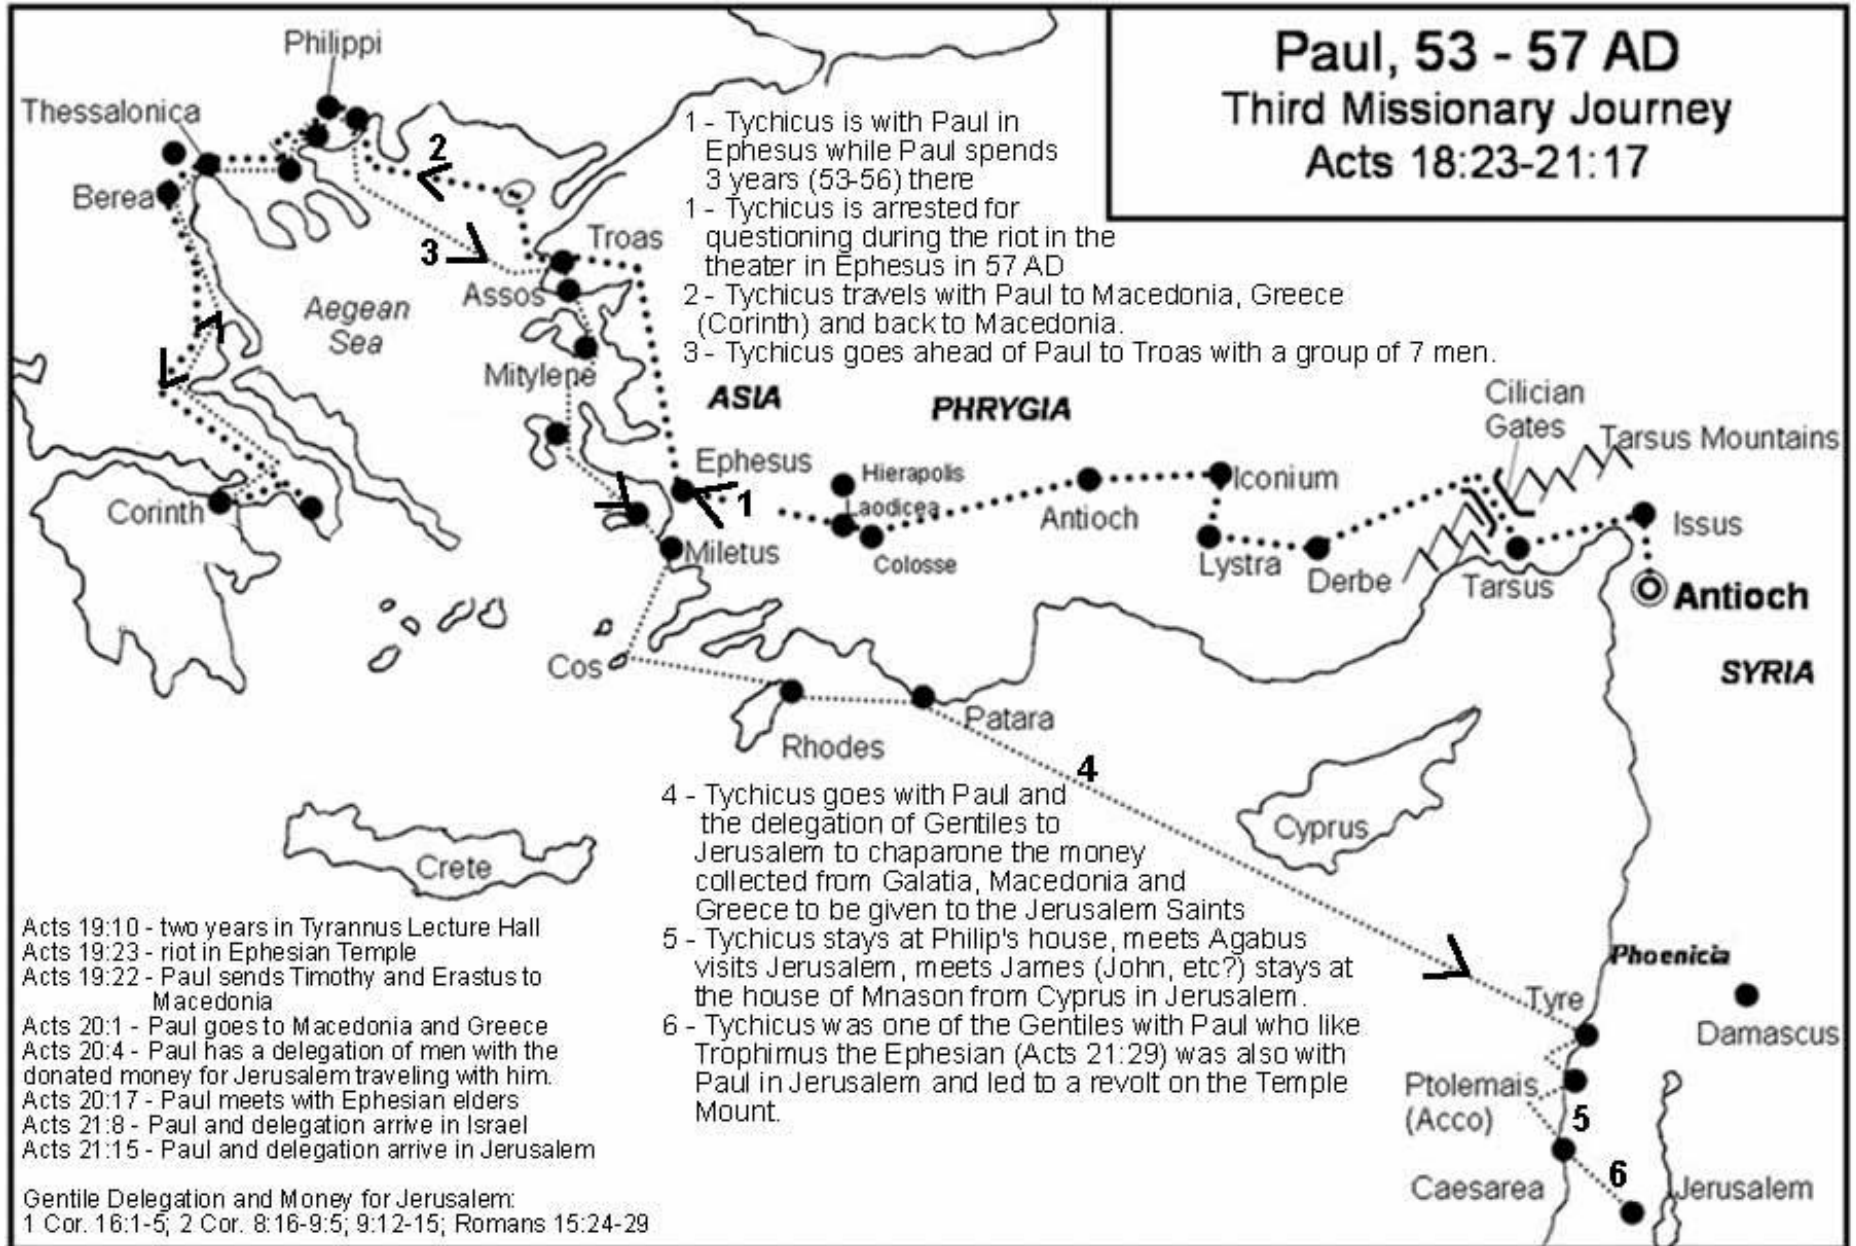 Paul, 53 - 57 AD
Third Missionary Journey
Acts 18:23-21:17
Philippi
Thessalonica
Berea
2
3
Troas
Assos
Aegean
Sea
Mitylene
1 - Tychicus is with Paul in
Ephesus while Paul spends
3 years (53-56) there
1 - Tychicus is arrested for
questioning during the riot in the
theater in Ephesus in 57 AD
2 - Tychicus travels with Paul to Macedonia, Greece
(Corinth) and back to Macedonia.
3 - Tychicus goes ahead of Paul to Troas with a group of 7 men.
ASIA
PHRYGIA
Cilician
Gates
Tarsus Mountains
Ephesus
1
Hierapolis
Laodicea
Colosse
Antioch
Iconium
Lystra
Derbe
Tarsus
Issus
Antioch
SYRIA
Corinth
Miletus
Cos
Rhodes
Patara
4
Cyprus
Crete
4 - Tychicus goes with Paul and
the delegation of Gentiles to
Jerusalem to chaparone the money
collected from Galatia, Macedonia and
Greece to be given to the Jerusalem Saints
5 - Tychicus stays at Philip's house, meets Agabus
visits Jerusalem, meets James (John, etc?) stays at
the house of Mnason from Cyprus in Jerusalem.
6 - Tychicus was one of the Gentiles with Paul who like
Trophimus the Ephesian (Acts 21:29) was also with
Paul in Jerusalem and led to a revolt on the Temple
Mount.
Acts 19:10 - two years in Tyrannus Lecture Hall
Acts 19:23 - riot in Ephesian Temple
Acts 19:22 - Paul sends Timothy and Erastus to
Macedonia
Acts 20:1 - Paul goes to Macedonia and Greece
Acts 20:4 - Paul has a delegation of men with the
donated money for Jerusalem traveling with him.
Acts 20:17 - Paul meets with Ephesian elders
Acts 21:8 - Paul and delegation arrive in Israel
Acts 21:15 - Paul and delegation arrive in Jerusalem
Gentile Delegation and Money for Jerusalem:
1 Cor. 16:1-5; 2 Cor. 8:16-9:5; 9:12-15; Romans 15:24-29
Phoenicia
Tyre
Damascus
Ptolemais
(Acco)
5
Caesarea
6
Jerusalem